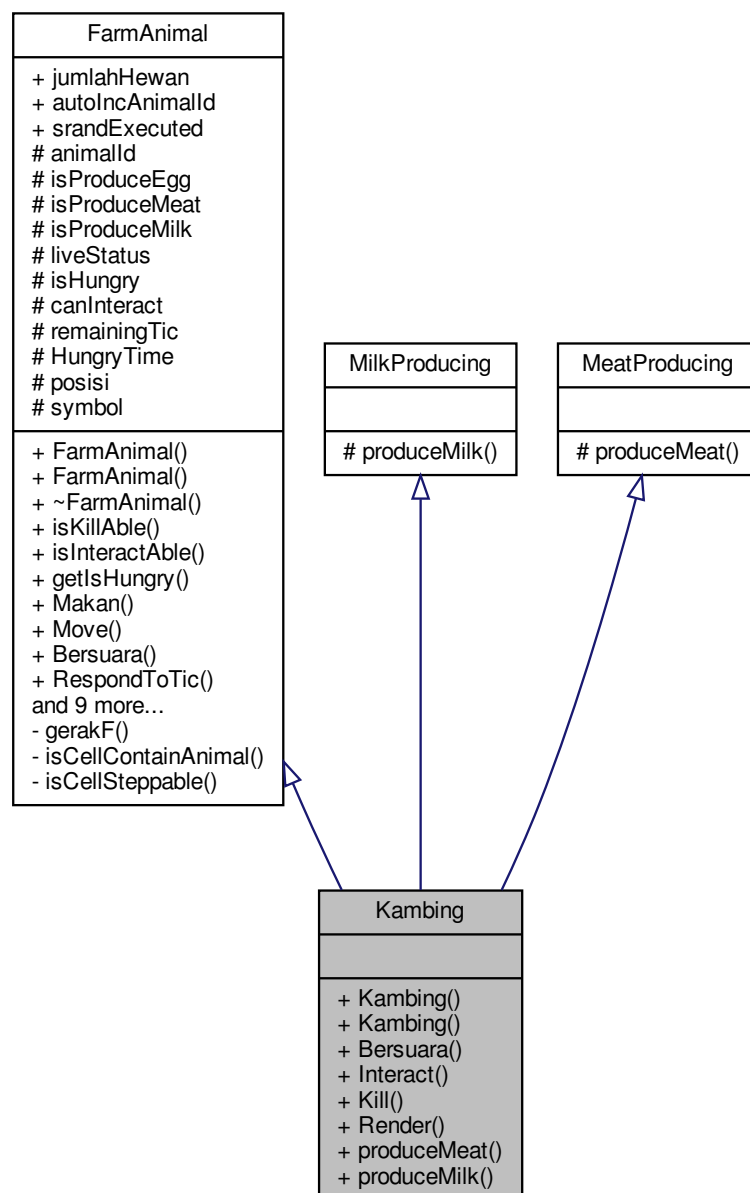 FarmAnimal
+ jumlahHewan
+ autoIncAnimalId
+ srandExecuted
# animalId
# isProduceEgg
# isProduceMeat
# isProduceMilk
# liveStatus
# isHungry
# canInteract
# remainingTic
# HungryTime
# posisi
# symbol
+ FarmAnimal()
+ FarmAnimal()
+ ~FarmAnimal()
+ isKillAble()
+ isInteractAble()
+ getIsHungry()
+ Makan()
+ Move()
+ Bersuara()
+ RespondToTic()
and 9 more...
- gerakF()
- isCellContainAnimal()
- isCellSteppable()
MilkProducing
# produceMilk()
MeatProducing
# produceMeat()
Kambing
+ Kambing()
+ Kambing()
+ Bersuara()
+ Interact()
+ Kill()
+ Render()
+ produceMeat()
+ produceMilk()